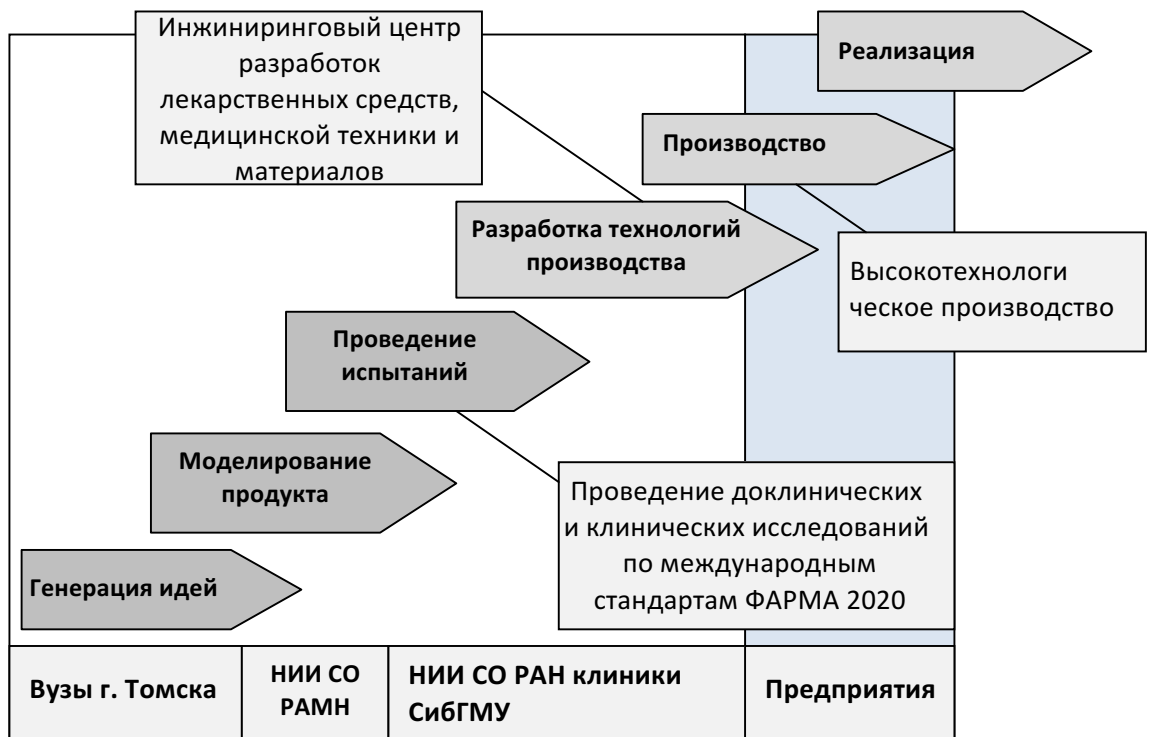 Инжиниринговый центр
разработок
лекарственных средств,
медицинской техники и
материалов
Реализация
Производство
Разработка технологий
производства
Высокотехнологи
ческое производство
Проведение
испытаний
Моделирование
продукта
Проведение доклинических
и клинических исследований
по международным
стандартам ФАРМА 2020
Генерация идей
Вузы г. Томска
НИИ СО
РАМН
НИИ СО РАН клиники
СибГМУ
Предприятия